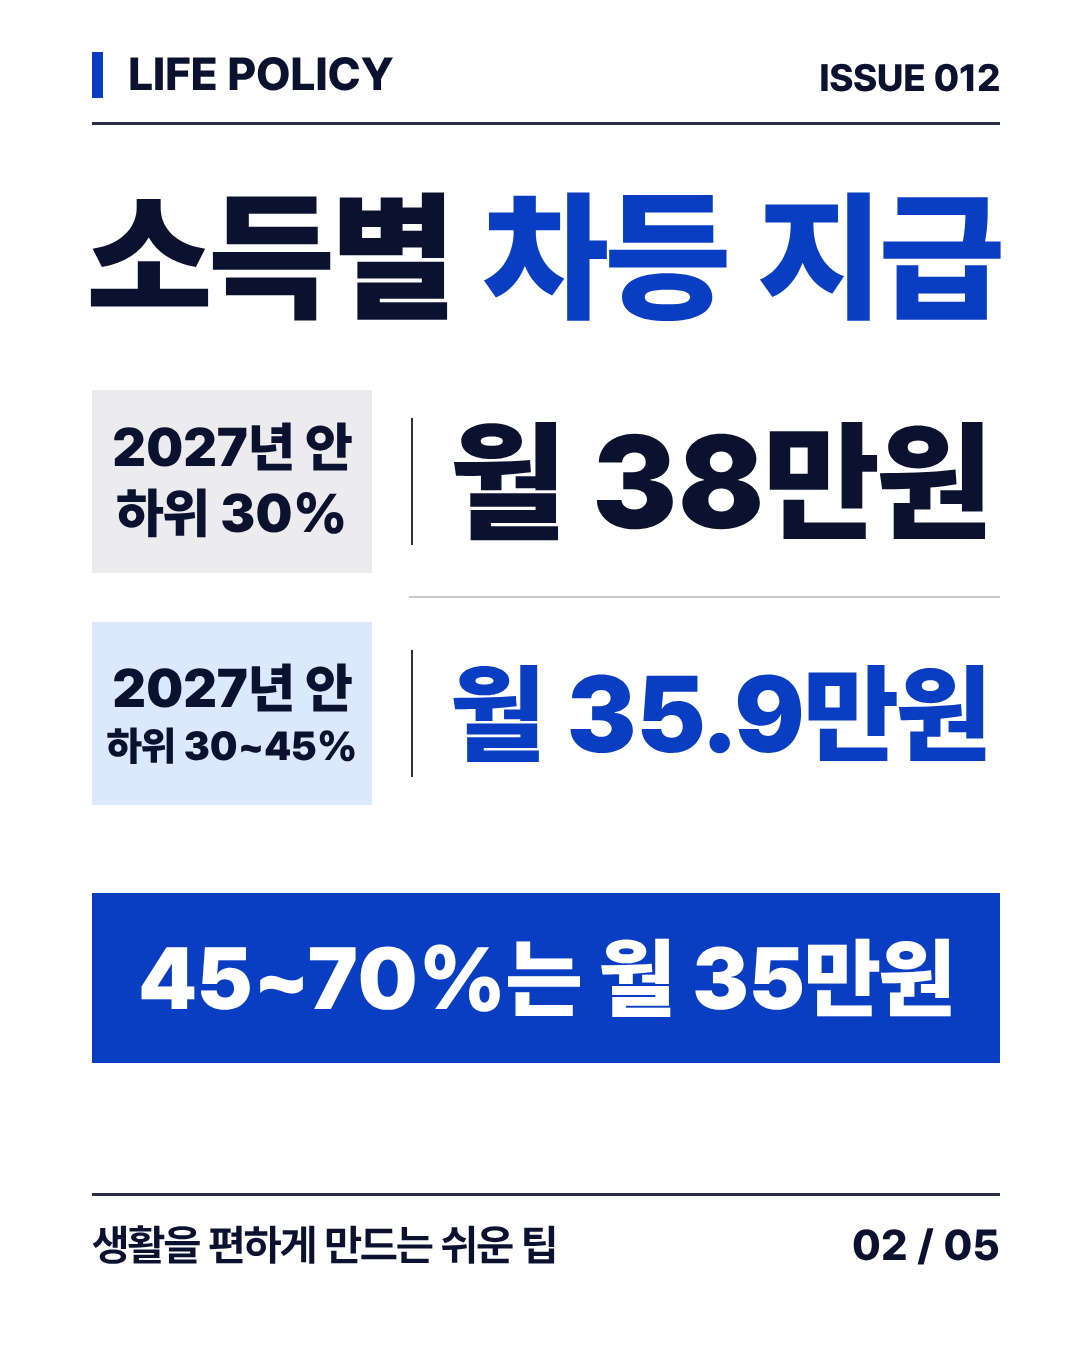 LIFE POLICY
ISSUE 012
소득별 차등 지급
2027년 안
하위 30%
월 38만원
2027년 안
하위 30~45%
월 35.9만원
45~70%는 월 35만원
생활을 편하게 만드는 쉬운 팁
02 / 05